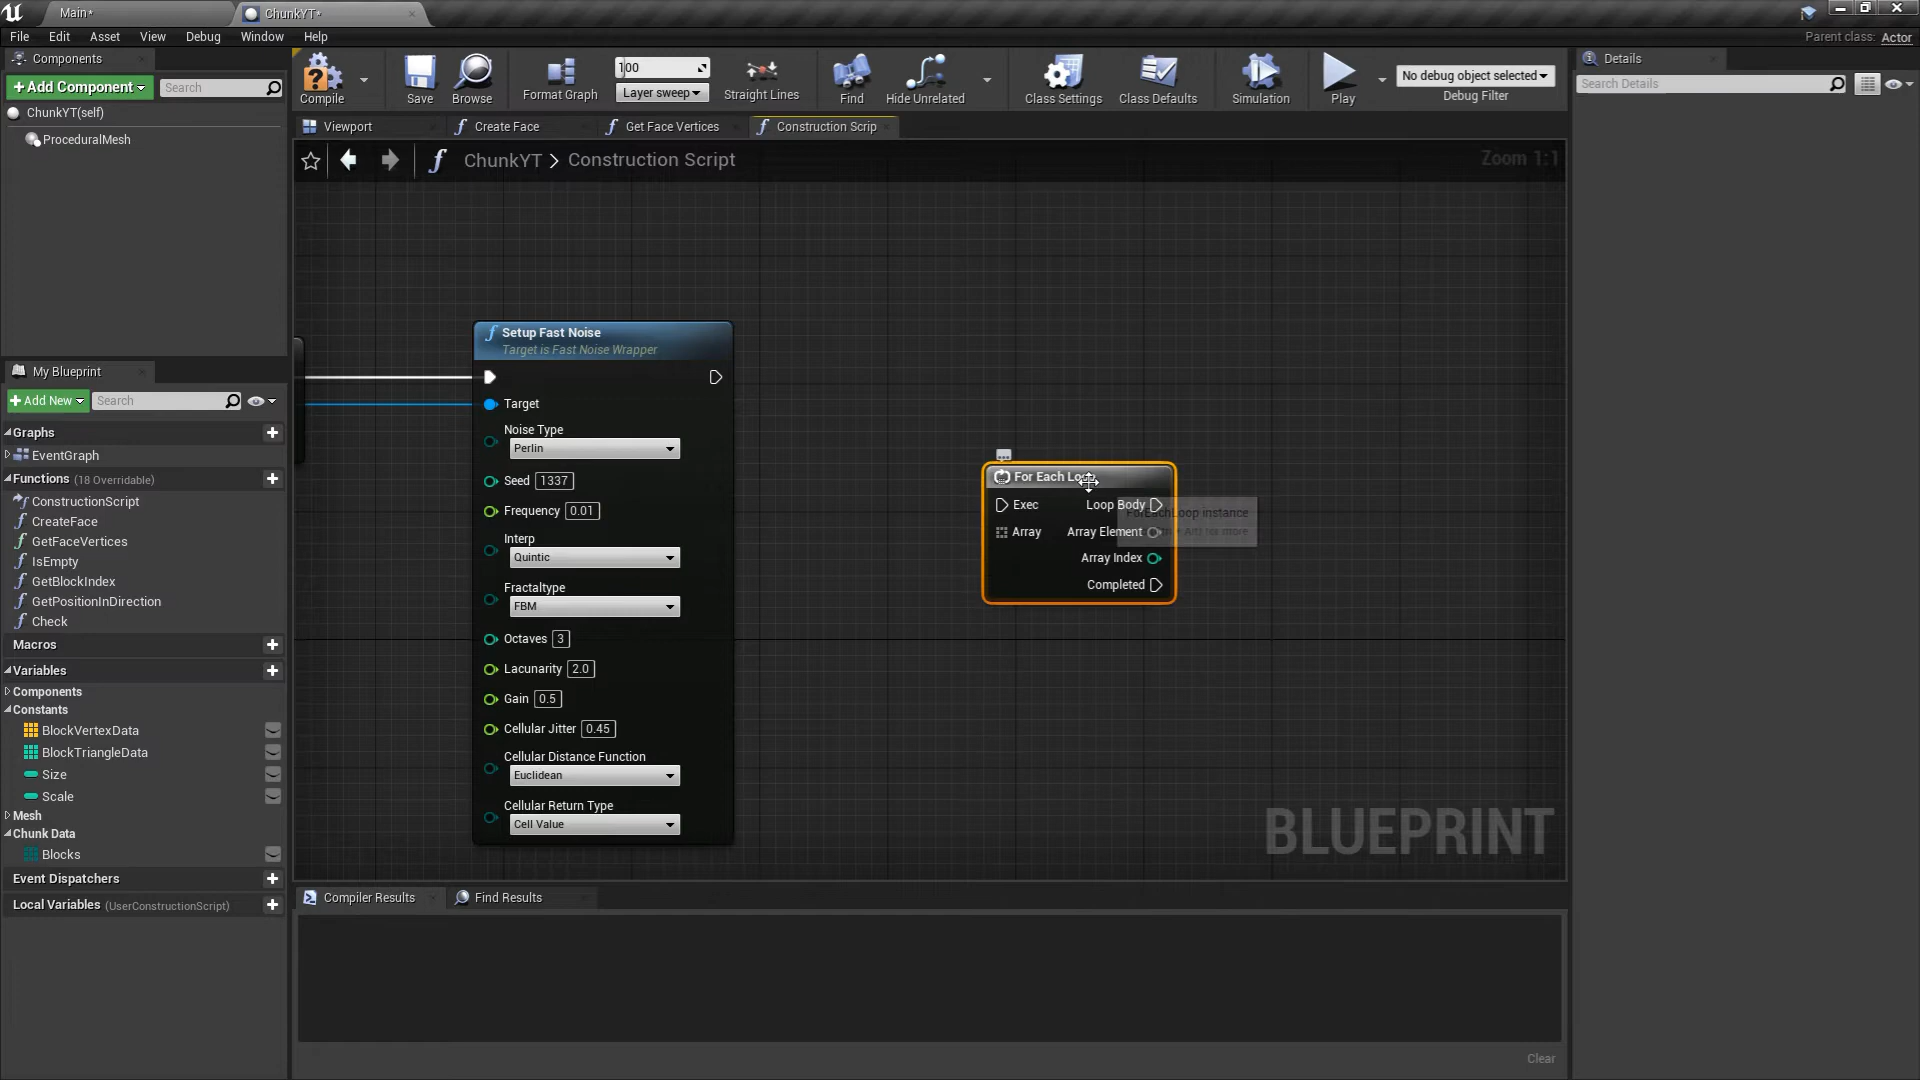 Main*
ChunkYT*
File Edit Asset View Debug Window Help
Parent class: Actor
Components
+Add Component
Search
ChunkYT(self)
ProceduralMesh
Compile
Save
Browse
Format Graph
100
Layer sweep
Straight Lines
Find
Hide Unrelated
Class Settings
Class Defaults
Simulation
Play
No debug object selected
Debug Filter
Details
Search Details
Viewport
Create Face
Get Face Vertices
Construction Scrip
ChunkYT > Construction Script
Zoom 1:1
Setup Fast Noise
Target is Fast Noise Wrapper
Target
Noise Type
Perlin
Seed 1337
Frequency 0.01
Interp
Quintic
Fractaltype
FBM
Octaves 3
Lacunarity 2.0
Gain 0.5
Cellular Jitter 0.45
Cellular Distance Function
Euclidean
Cellular Return Type
Cell Value
For Each Loop
Exec Loop Body
Array Array Element
Array Index
Completed
BLUEPRINT
My Blueprint
+Add New
Search
Graphs
EventGraph
Functions (18 Overridable)
ConstructionScript
CreateFace
GetFaceVertices
IsEmpty
GetBlockIndex
GetPositionInDirection
Check
Macros
Variables
Components
Constants
BlockVertexData
BlockTriangleData
Size
Scale
Mesh
Chunk Data
Blocks
Event Dispatchers
Local Variables (UserConstructionScript)
Compiler Results
Find Results
Clear